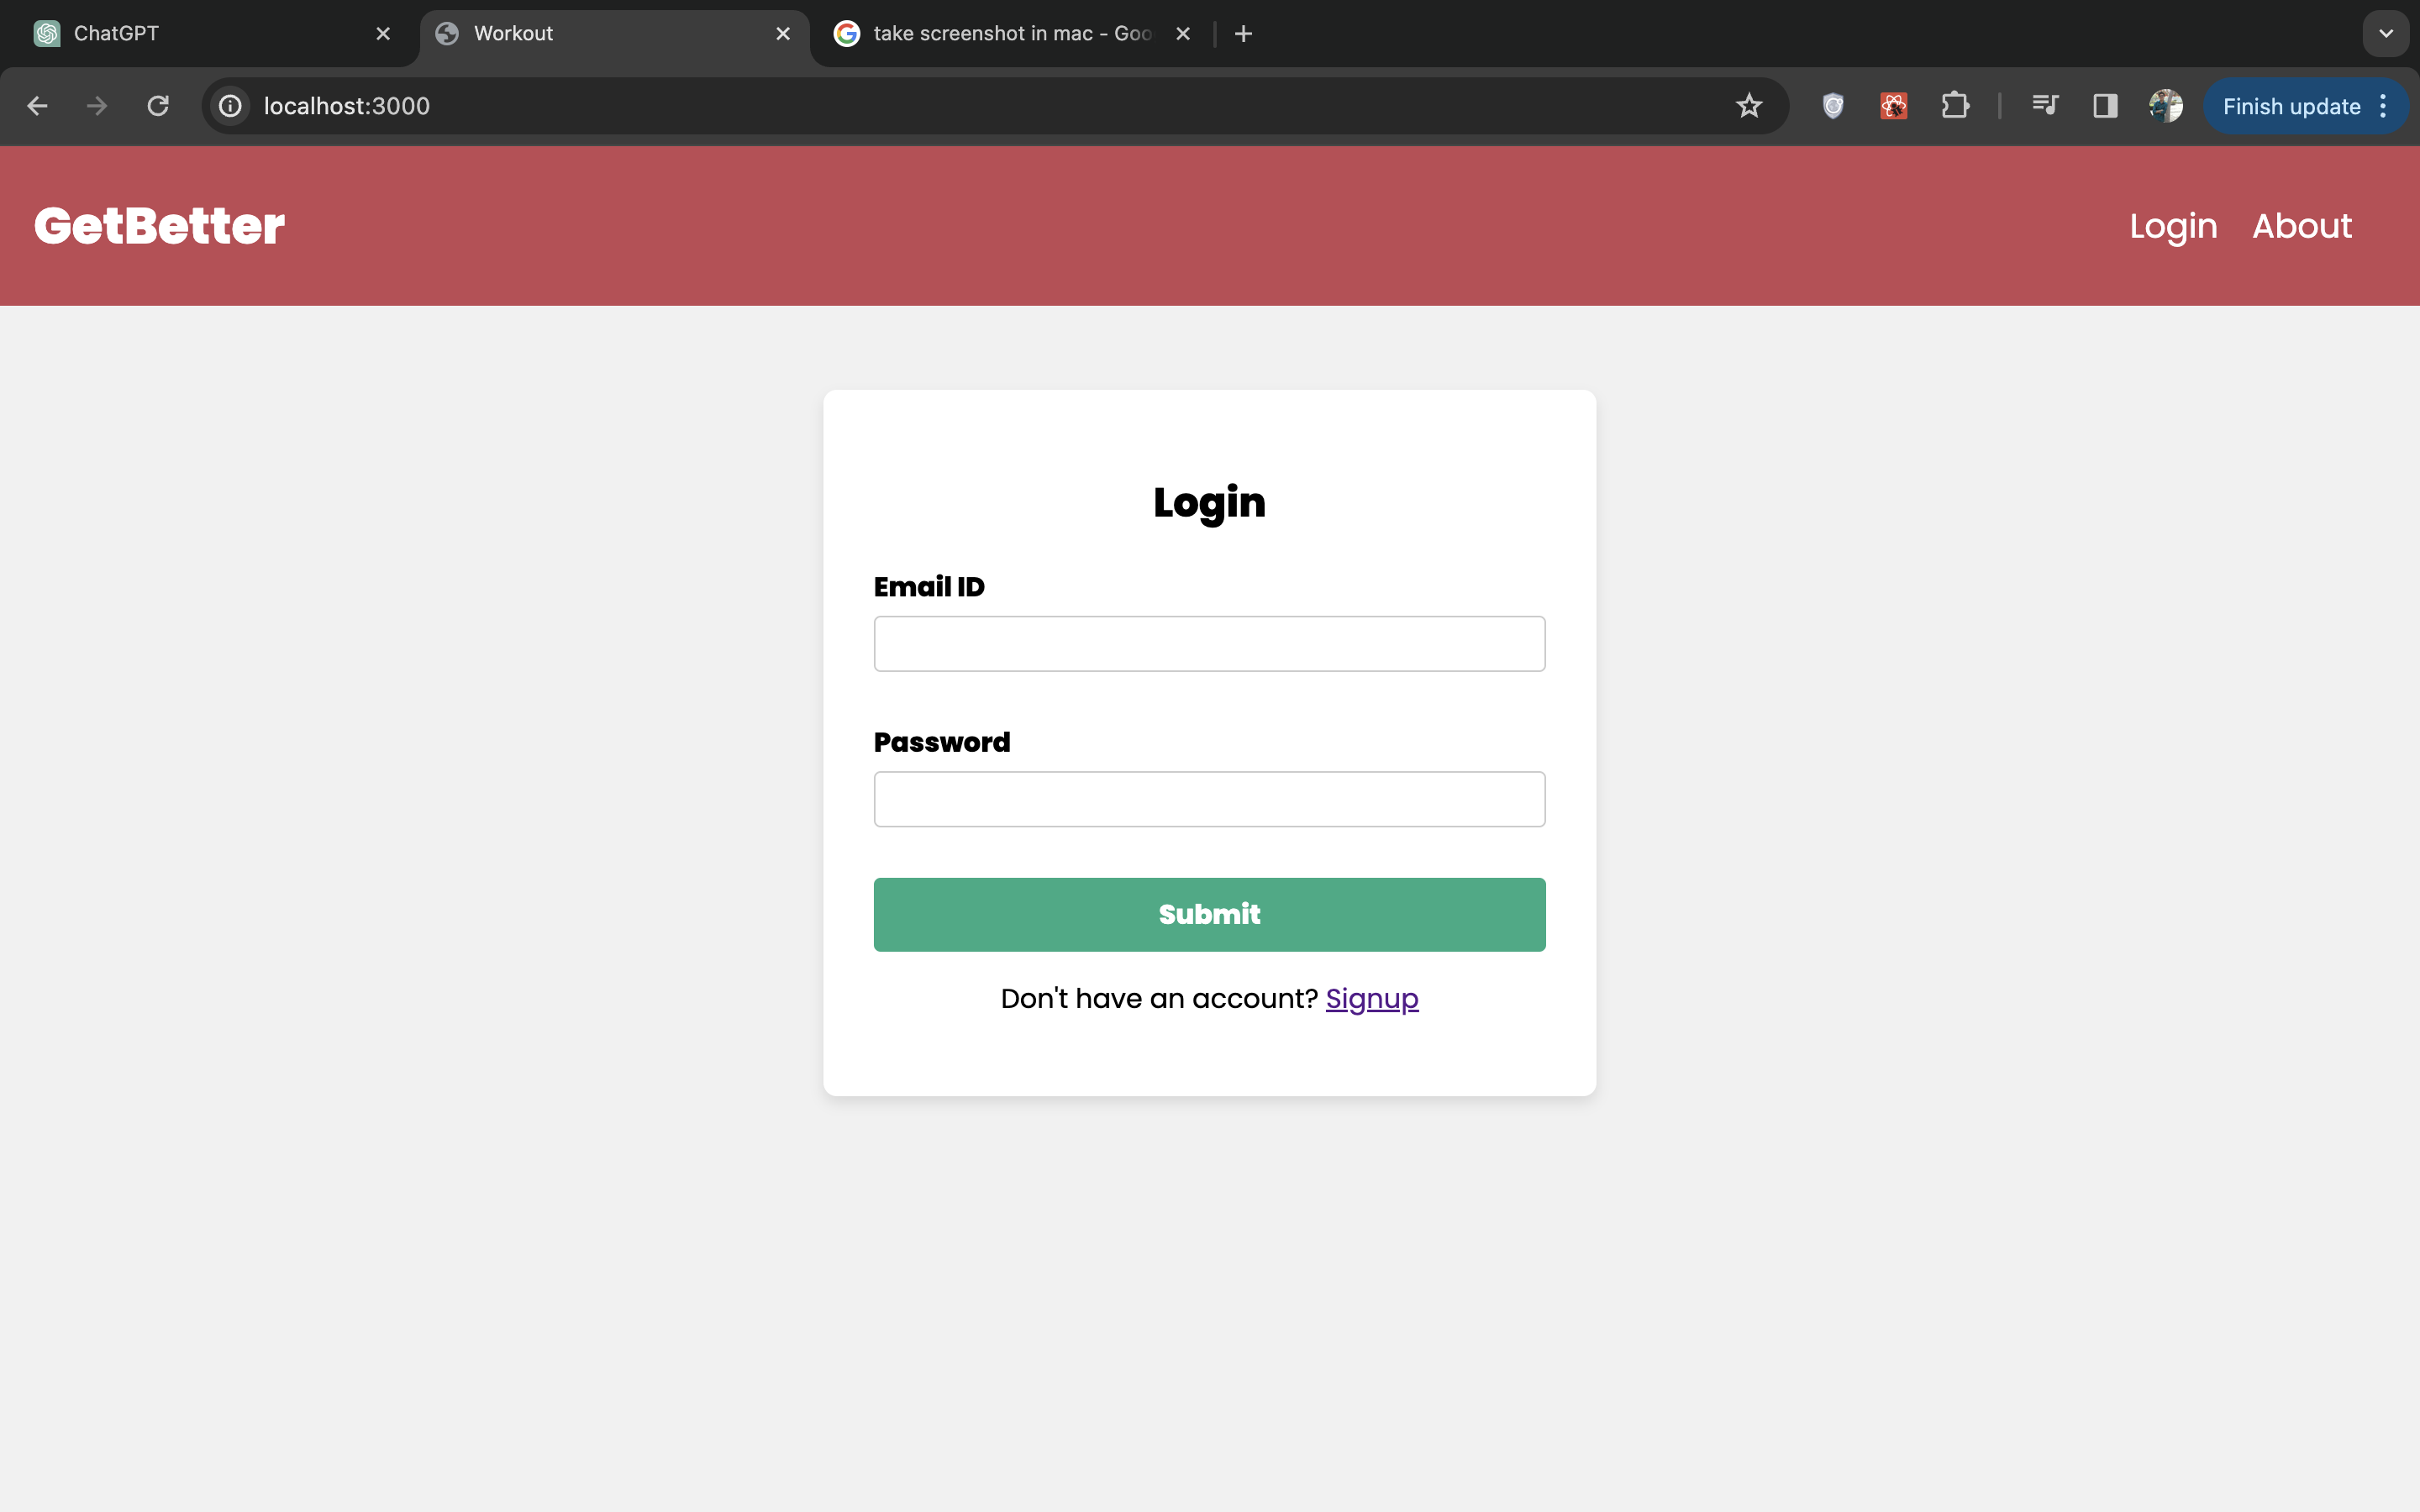 ChatGPT
Workout
take screenshot in mac - Goo
localhost:3000
Finish update
GetBetter
Login About
Login
Email ID
Password
Submit
Don't have an account? Signup